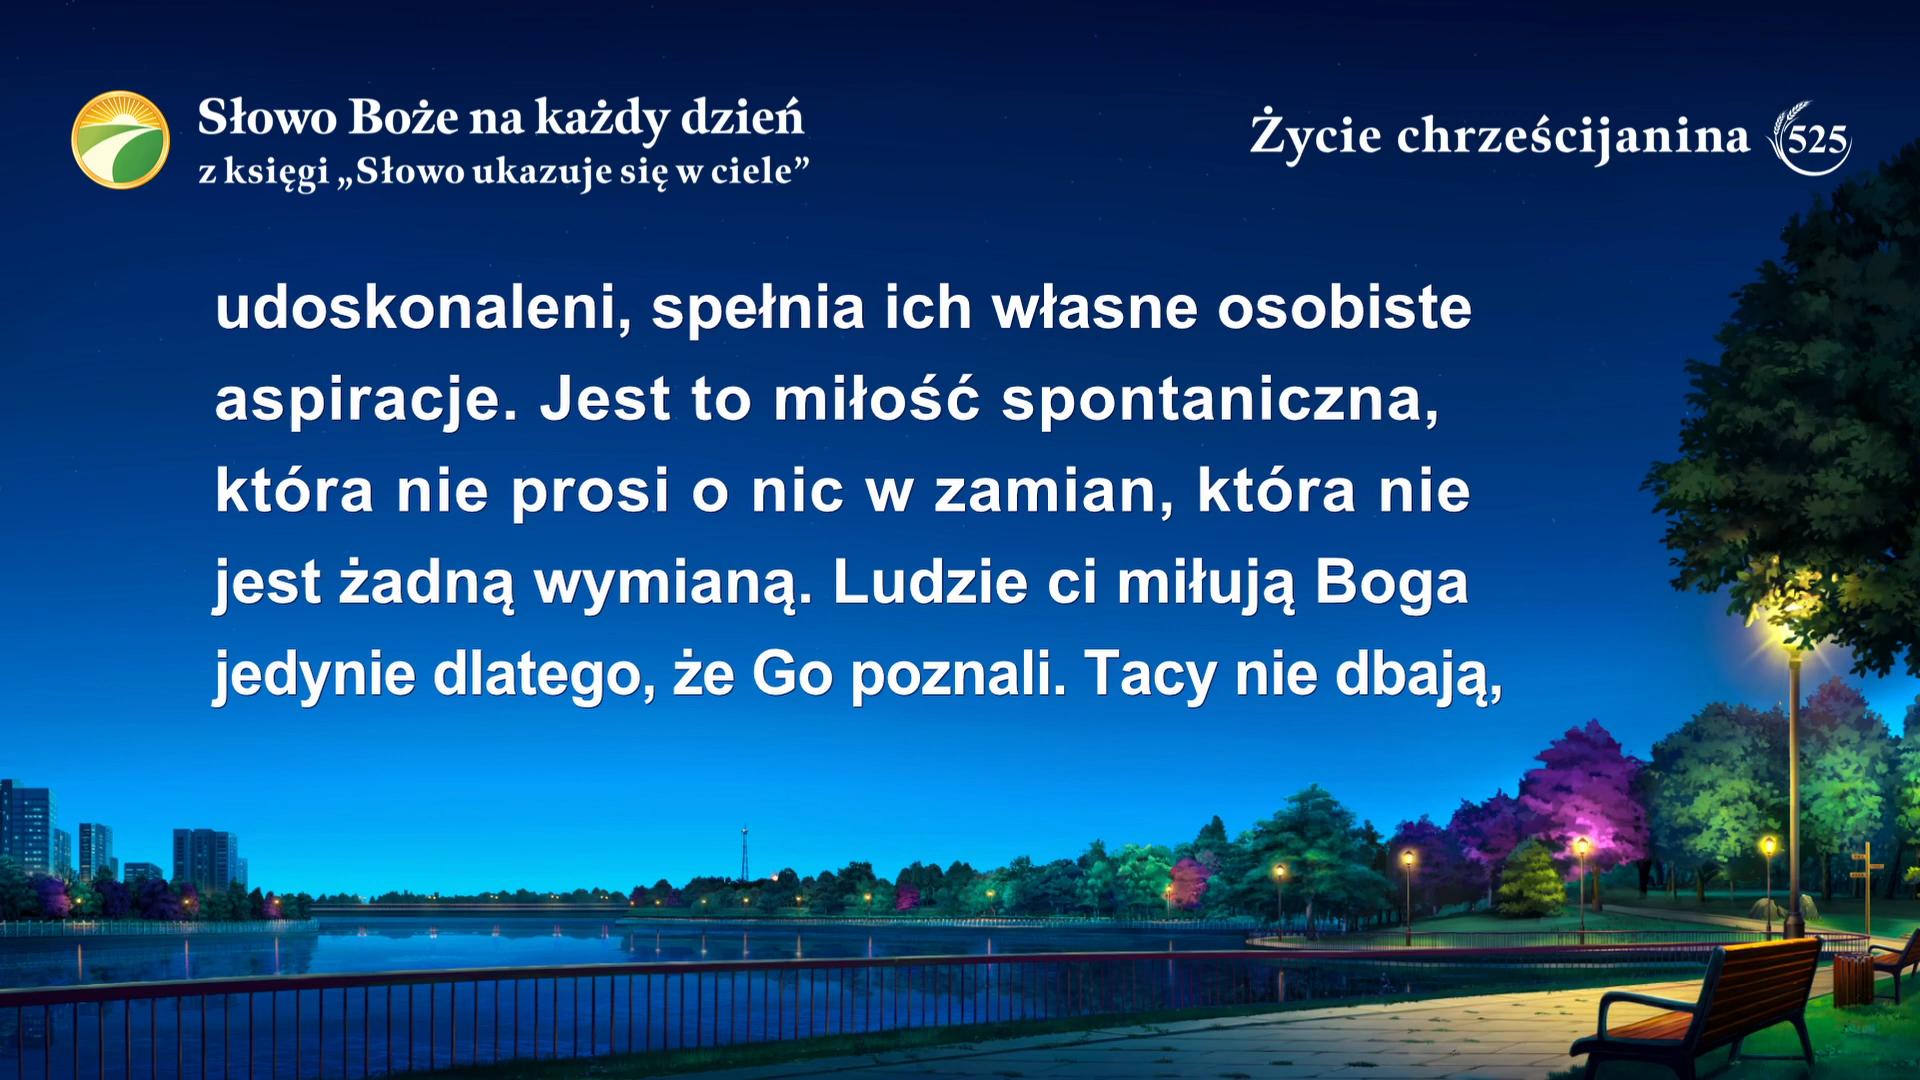 Słowo Boże na każdy dzień
z księgi „Słowo ukazuje się w ciele”
Życie chrześcijanina 525
udoskonaleni, spełnia ich własne osobiste
aspiracje. Jest to miłość spontaniczna,
która nie prosi o nic w zamian, która nie
jest żadną wymianą. Ludzie ci miłują Boga
jedynie dlatego, że Go poznali. Tacy nie dbają,